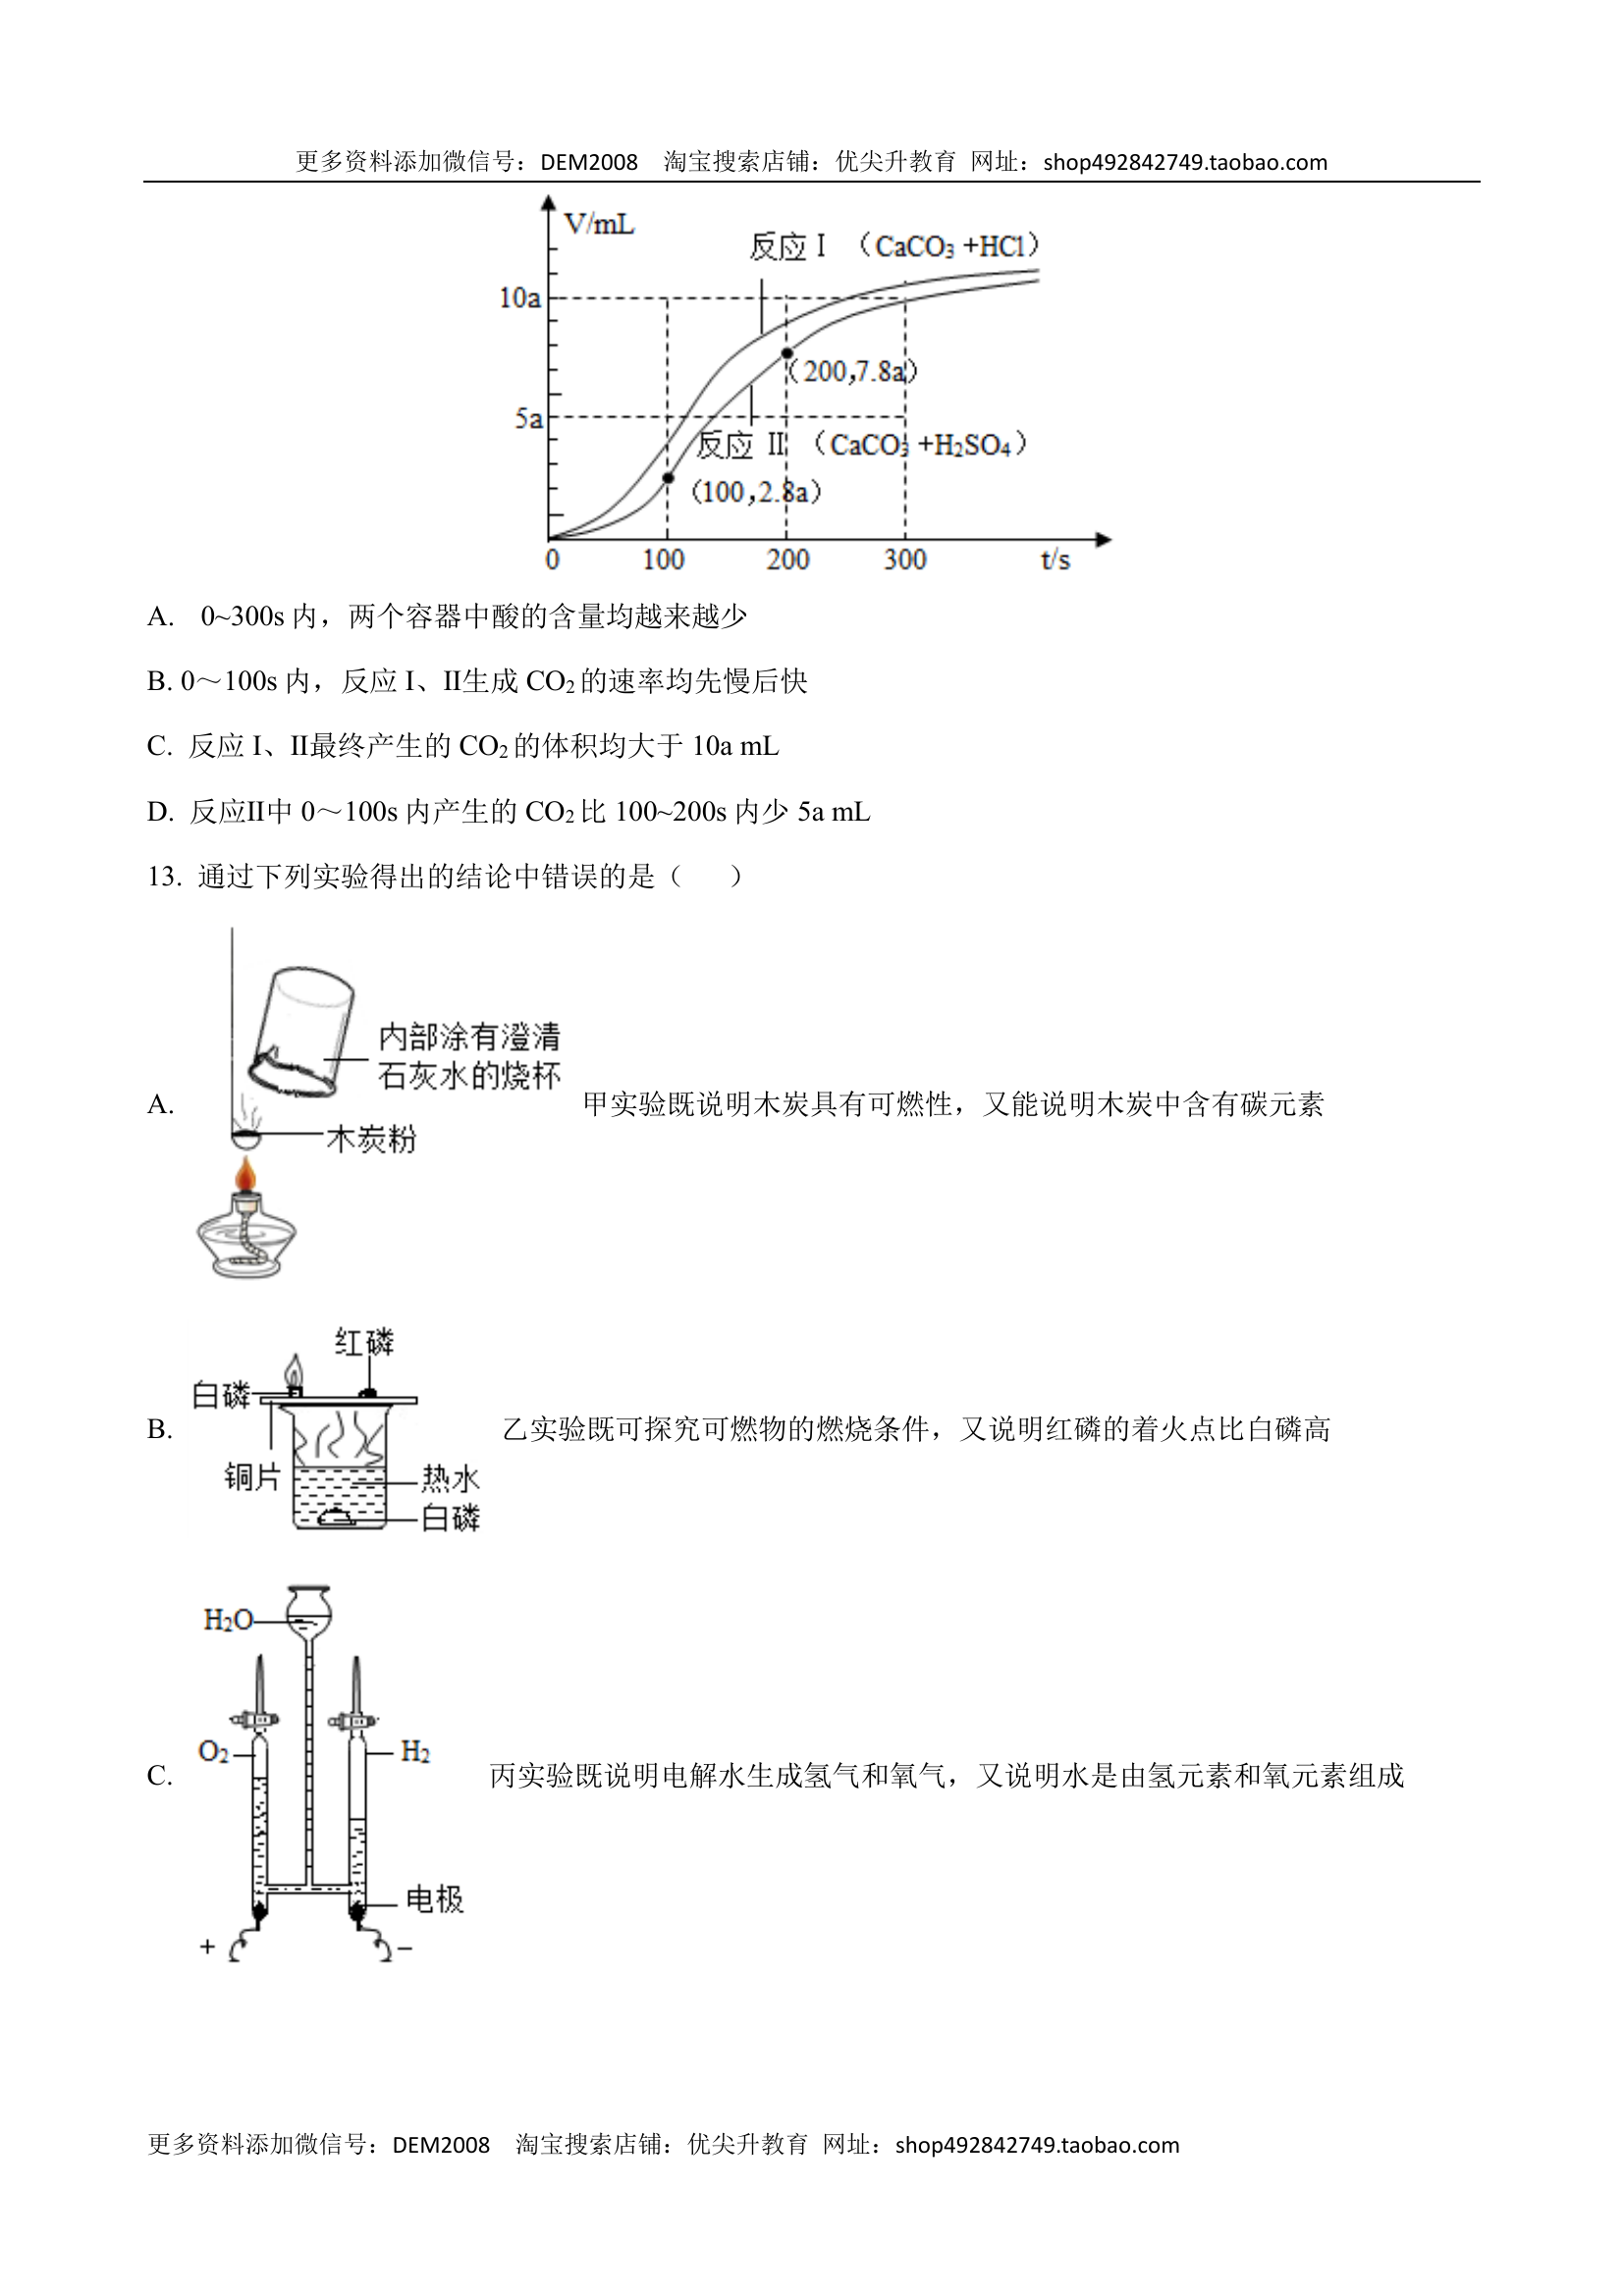 更多资料添加微信号：DEM2008 淘宝搜索店铺：优尖升教育 网址：shop492842749.taobao.com
V/mL
反应Ⅰ （CaCO₃ +HCl）
10a
(200,7.8a)
5a
反应 Ⅱ （CaCO₃ +H₂SO₄）
(100,2.8a)
0 100 200 300 t/s
A. 0~300s 内，两个容器中酸的含量均越来越少
B. 0～100s 内，反应 I、II生成 CO₂ 的速率均先慢后快
C. 反应 I、II最终产生的 CO₂ 的体积均大于 10a mL
D. 反应II中 0～100s 内产生的 CO₂ 比 100~200s 内少 5a mL
13. 通过下列实验得出的结论中错误的是（ ）
内部涂有澄清
石灰水的烧杯
A. 甲实验既说明木炭具有可燃性，又能说明木炭中含有碳元素
木炭粉
红磷
白磷
B. 乙实验既可探究可燃物的燃烧条件，又说明红磷的着火点比白磷高
铜片 热水
白磷
H₂O
O₂ H₂
C. 丙实验既说明电解水生成氢气和氧气，又说明水是由氢元素和氧元素组成
电极
+ −
更多资料添加微信号：DEM2008 淘宝搜索店铺：优尖升教育 网址：shop492842749.taobao.com